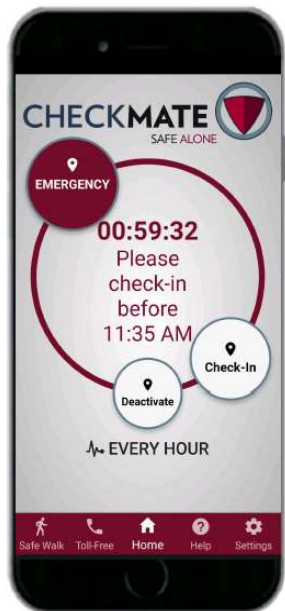 CHECKMATE
SAFE ALONE
EMERGENCY
00:59:32
Please
check-in
before
11:35 AM
Check-In
Deactivate
EVERY HOUR
Safe Walk Toll-Free Home Help Settings